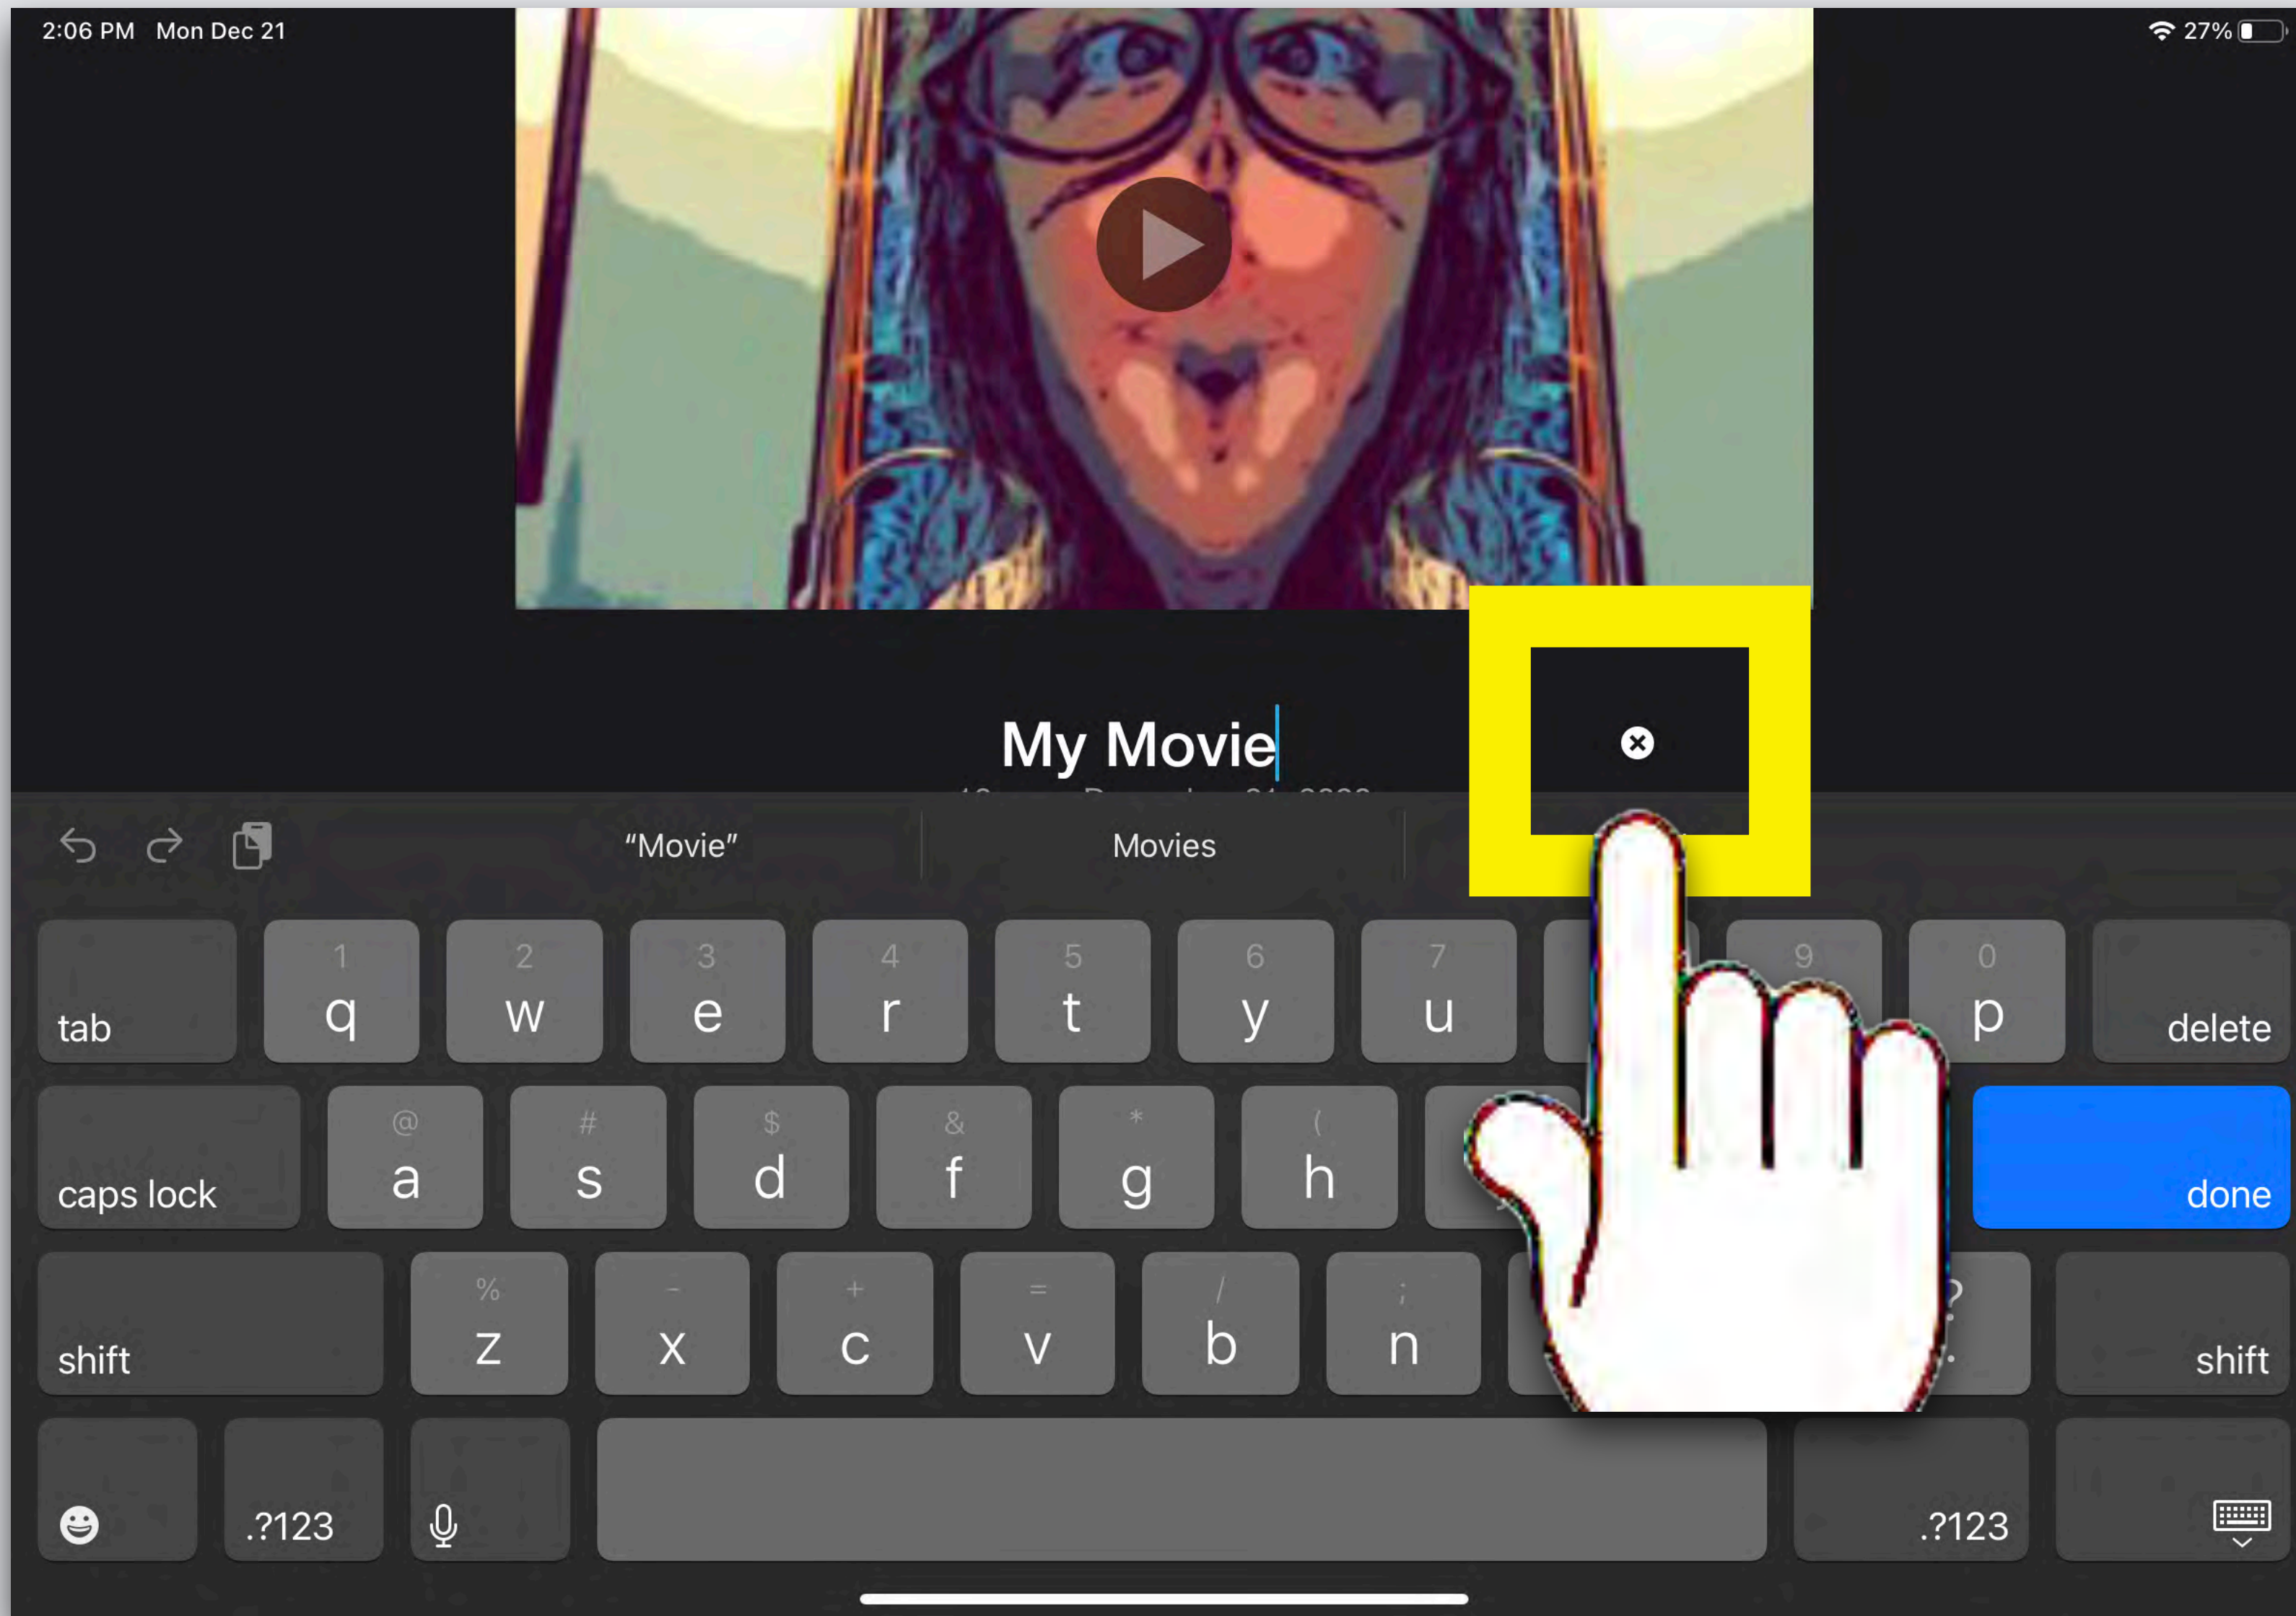 2:06 PM Mon Dec 21 27%
My Movie
“Movie” Movies
1 2 3 4 5 6 7 9 0
tab q w e r t y u p delete
@ # $ & * (
caps lock a s d f g h done
% - + = / ; ?
shift z x c v b n . shift
.?123 .?123